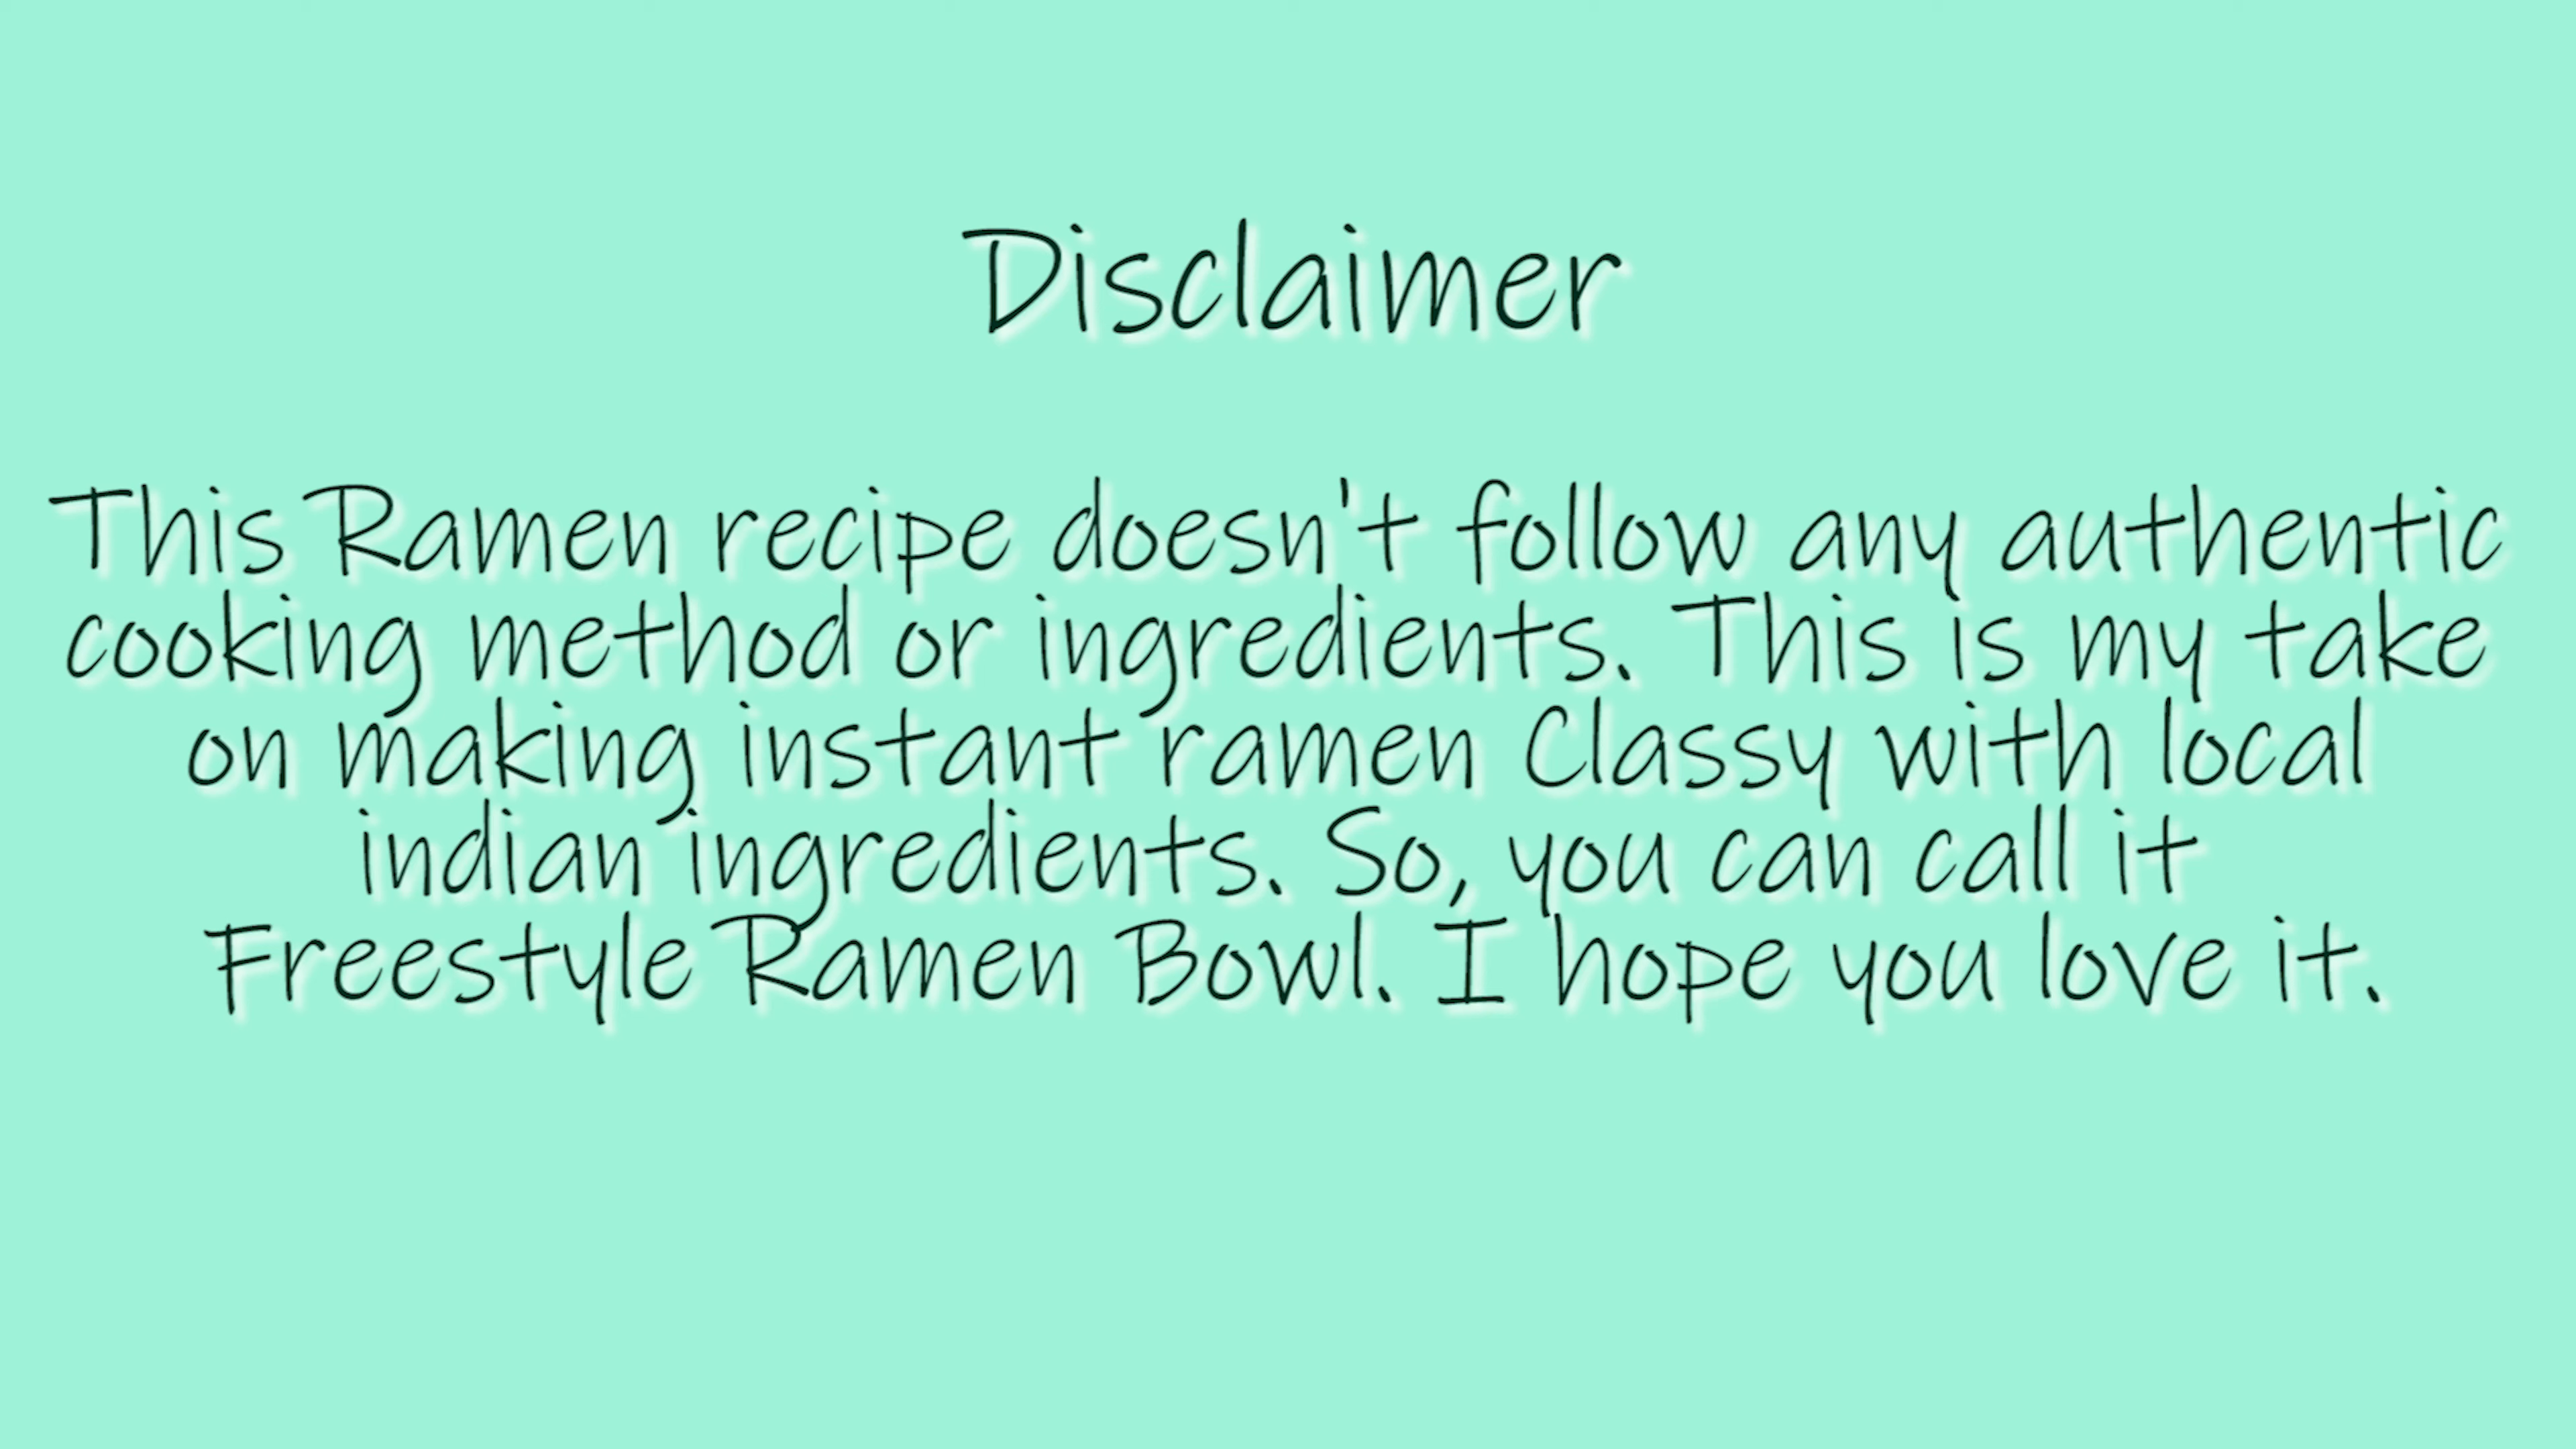 Disclaimer
This Ramen recipe doesn't follow any authentic
cooking method or ingredients. This is my take
on making instant ramen Classy with local
indian ingredients. So, you can call it
Freestyle Ramen Bowl. I hope you love it.